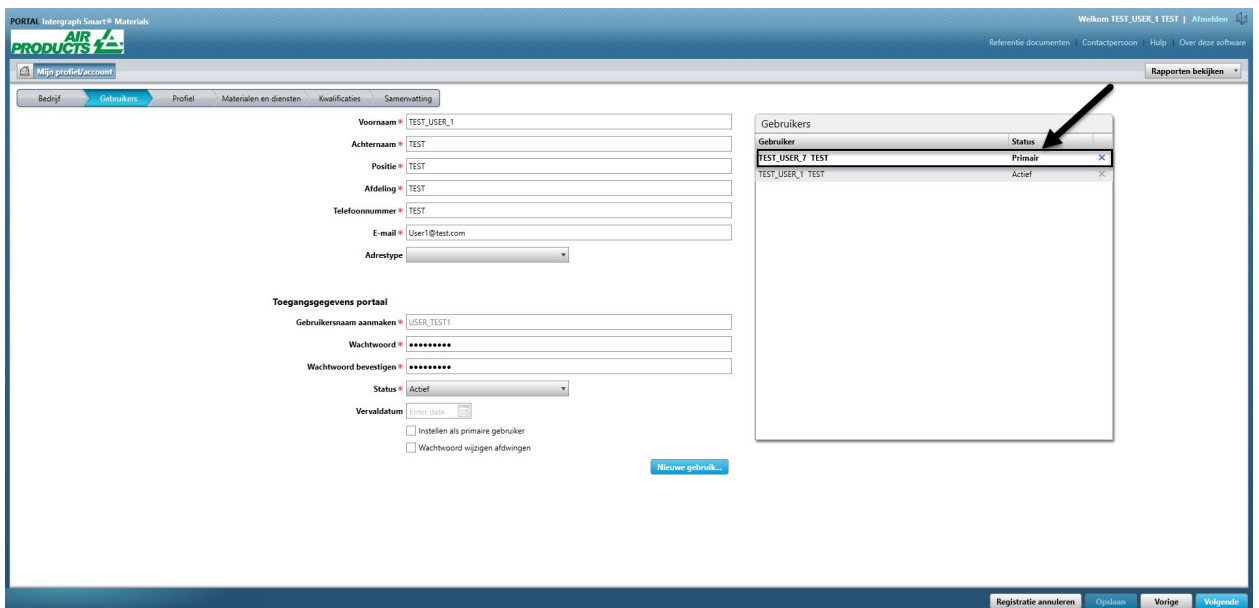 PORTAL Intergraph Smart® Materials
Welkom TEST_USER_1 TEST | Afmelden
AIR
PRODUCTS
Referentie documenten | Contactpersoon | Hulp | Over deze software
Mijn profiel/account
Rapporten bekijken
Bedrijf Gebruikers Profiel Materialen en diensten Kwalificaties Samenvatting
Voornaam * TEST_USER_1
Achternaam * TEST
Positie * TEST
Afdeling * TEST
Telefoonnummer * TEST
E-mail * User1@test.com
Adrestype
Toegangsgegevens portaal
Gebruikersnaam aanmaken * USER_TEST1
Wachtwoord * •••••••••
Wachtwoord bevestigen * •••••••••
Status * Actief
Vervaldatum Enter date
Instellen als primaire gebruiker
Wachtwoord wijzigen afdwingen
Nieuwe gebruik...
Gebruikers
Gebruiker Status
TEST_USER_7 TEST Primair
TEST_USER_1 TEST Actief
Registratie annuleren Opslaan Vorige Volgende